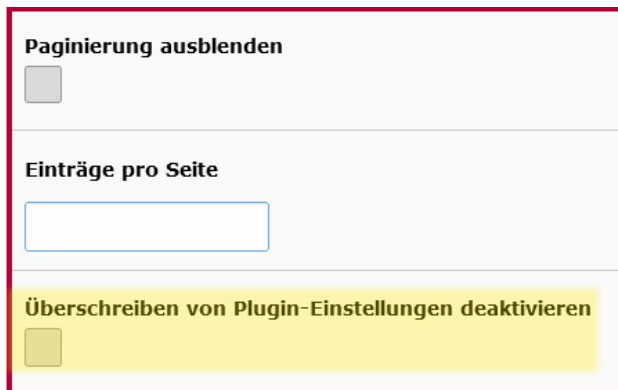 Paginierung ausblenden
Einträge pro Seite
Überschreiben von Plugin-Einstellungen deaktivieren